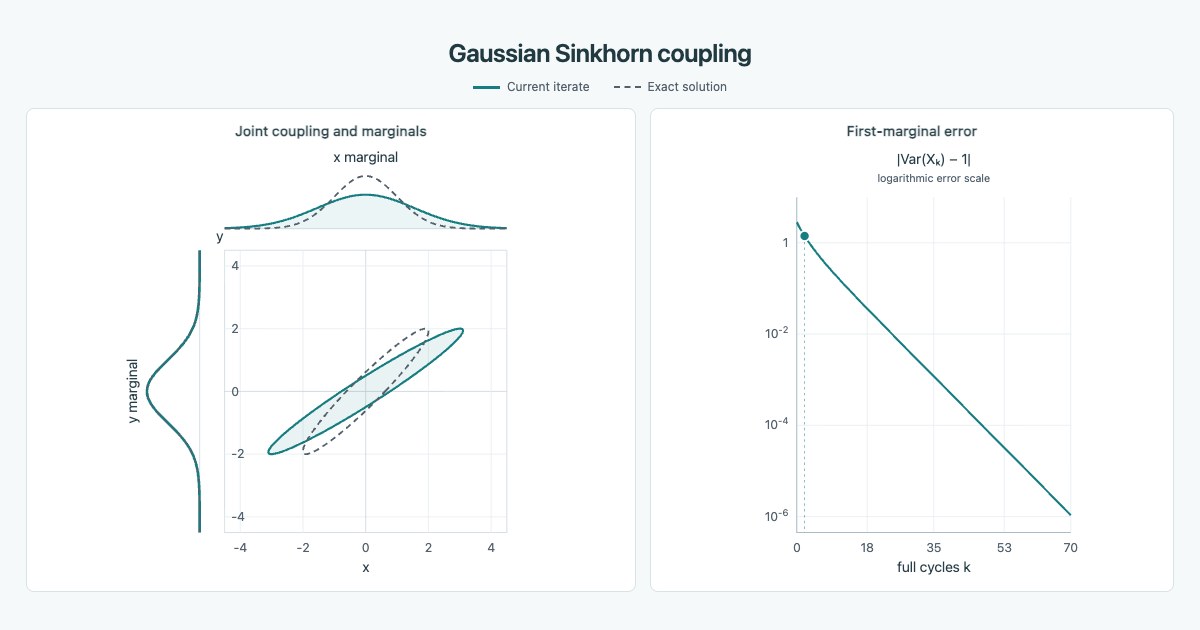 Gaussian Sinkhorn coupling
Current iterate
Exact solution
Joint coupling and marginals
x marginal
y
y marginal
4
2
0
-2
-4
-4
-2
0
2
4
x
First-marginal error
|Var(Xₖ) − 1|
logarithmic error scale
1
10⁻²
10⁻⁴
10⁻⁶
0
18
35
53
70
full cycles k